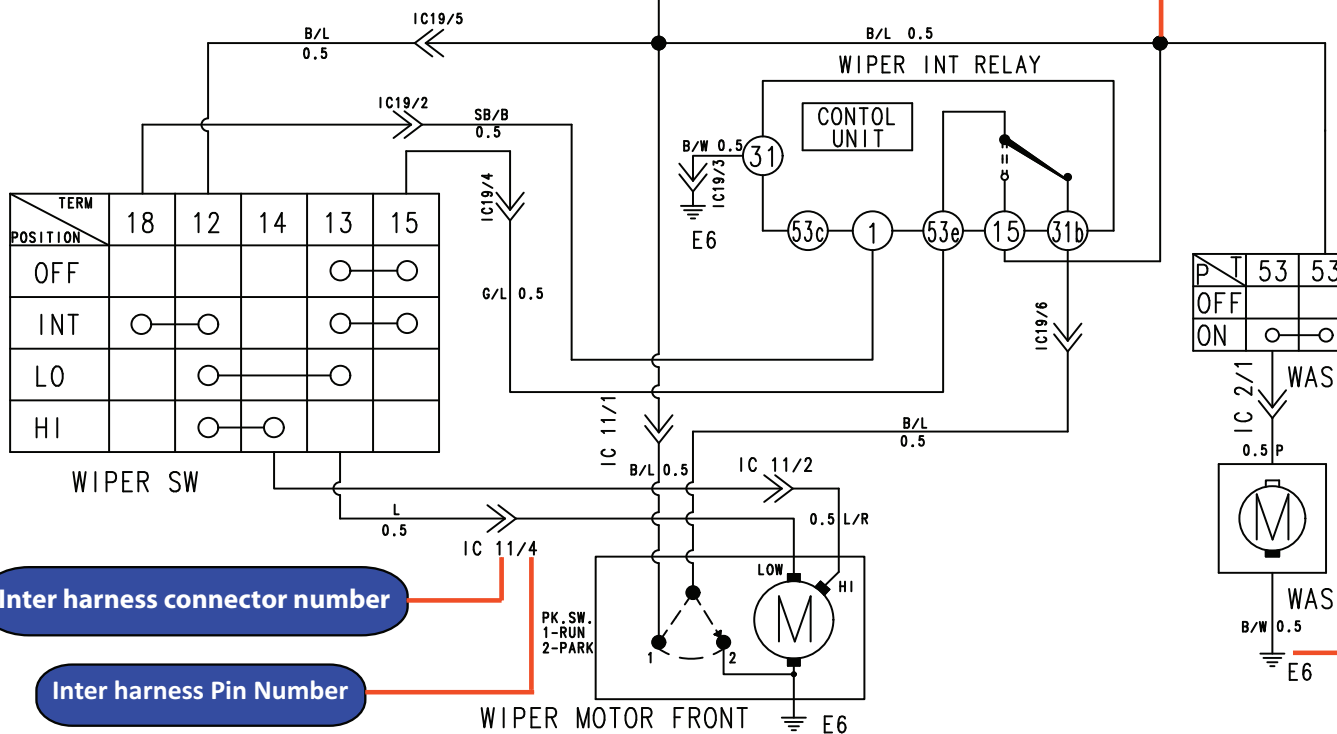 IC19/5
B/L
0.5
B/L 0.5
WIPER INT RELAY
IC19/2
SB/B
0.5
CONTOL
UNIT
B/W 0.5
31
IC19/3
E6
IC19/4
53c
1
53e
15
31b
TERM
POSITION
18
12
14
13
15
OFF
INT
LO
HI
WIPER SW
G/L 0.5
IC19/6
P
T
53
53
OFF
ON
WAS
IC 2/1
0.5 P
M
WAS
B/W 0.5
E6
IC 11/1
B/L 0.5
B/L
0.5
IC 11/2
0.5 L/R
L
0.5
IC 11/4
Inter harness connector number
Inter harness Pin Number
PK.SW.
1-RUN
2-PARK
1
2
LOW
HI
M
WIPER MOTOR FRONT
E6